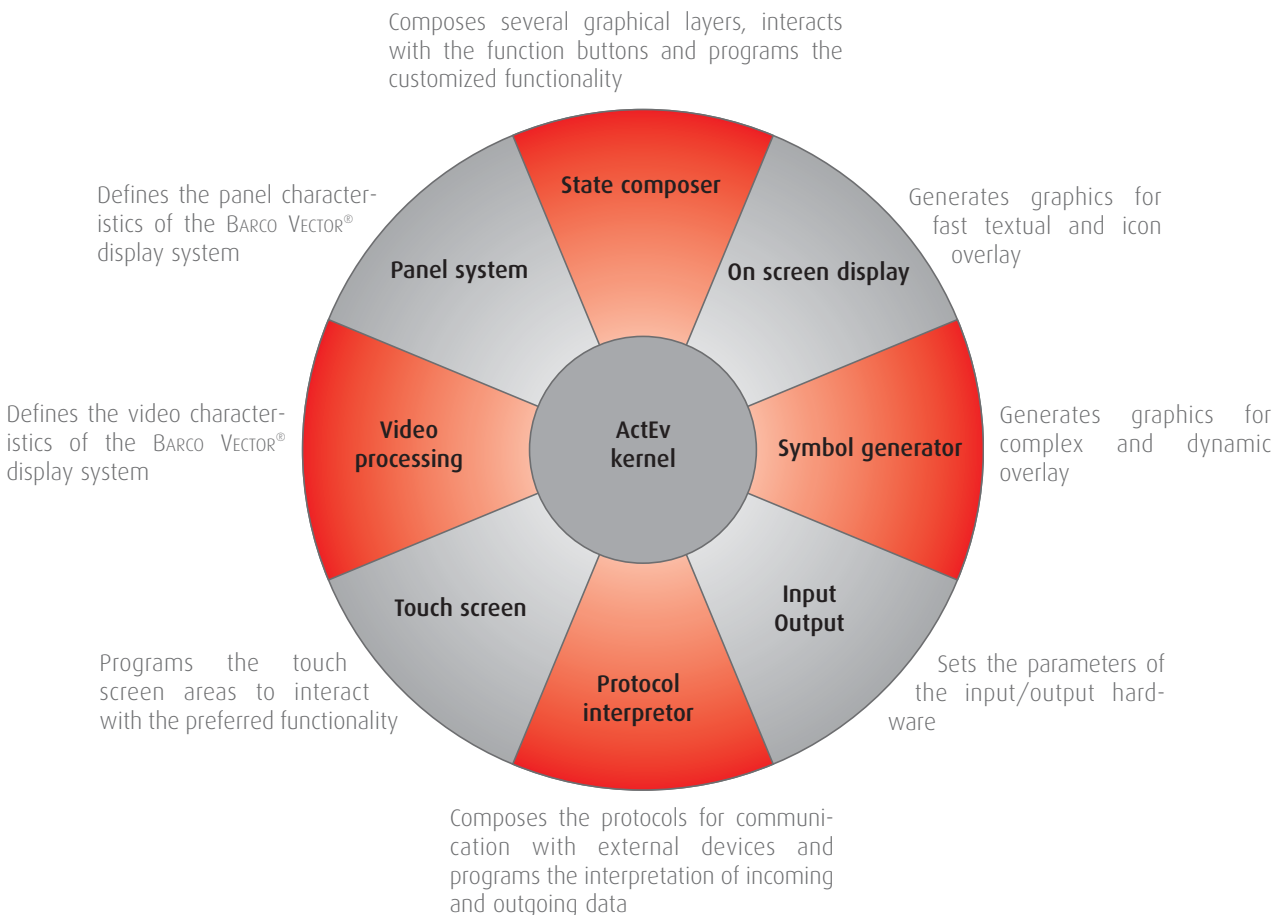 Composes several graphical layers, interacts
with the function buttons and programs the
customized functionality
State composer
Defines the panel character-
istics of the BARCO VECTOR®
display system
Panel system
On screen display
Generates graphics for
fast textual and icon
overlay
Defines the video character-
istics of the BARCO VECTOR®
display system
Video
processing
ActEv
kernel
Symbol generator
Generates graphics for
complex and dynamic
overlay
Touch screen
Input
Output
Programs the touch
screen areas to interact
with the preferred functionality
Protocol
interpretor
Sets the parameters of
the input/output hard-
ware
Composes the protocols for communi-
cation with external devices and
programs the interpretation of incoming
and outgoing data